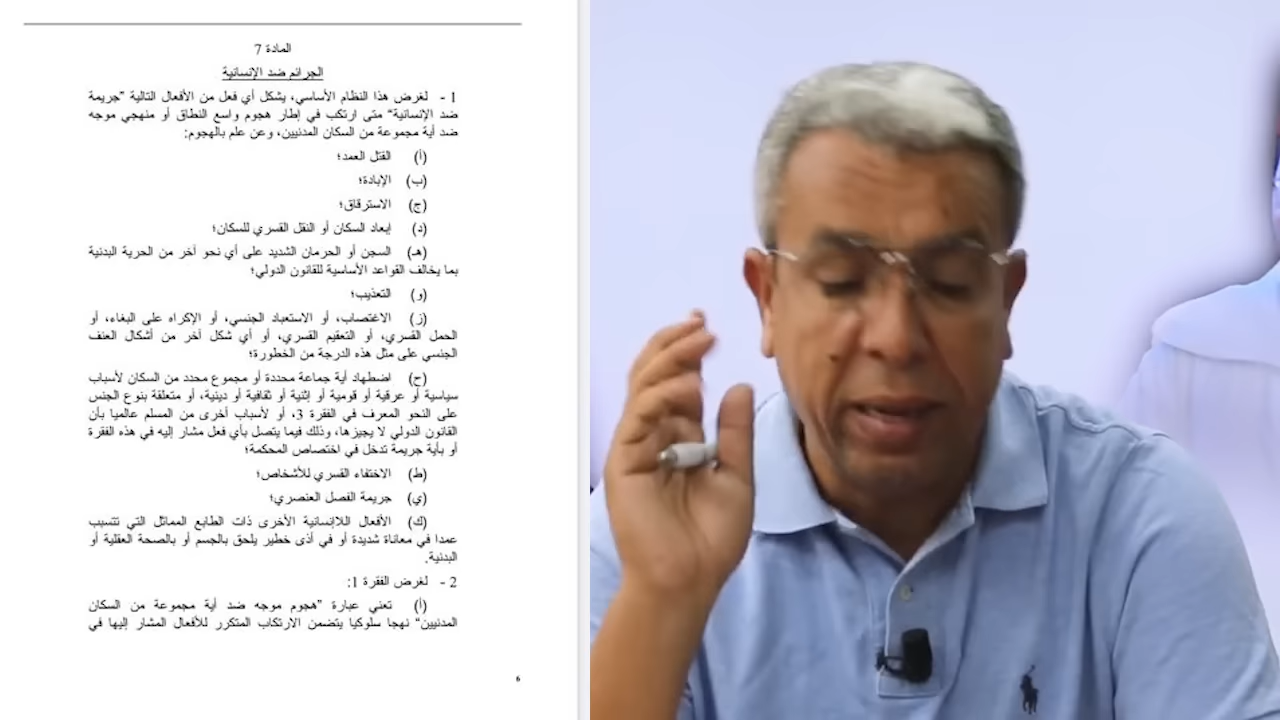 المادة 7
الجرائم ضد الإنسانية
1 - لغرض هذا النظام الأساسي، يشكل أي فعل من الأفعال التالية "جريمة
ضد الإنسانية" متى ارتكب في إطار هجوم واسع النطاق أو منهجي موجه
ضد أية مجموعة من السكان المدنيين، وعن علم بالهجوم:
(أ) القتل العمد؛
(ب) الإبادة؛
(ج) الاسترقاق؛
(د) إبعاد السكان أو النقل القسري للسكان؛
(هـ) السجن أو الحرمان الشديد على أي نحو آخر من الحرية البدنية
بما يخالف القواعد الأساسية للقانون الدولي؛
(و) التعذيب؛
(ز) الاغتصاب، أو الاستعباد الجنسي، أو الإكراه على البغاء، أو
الحمل القسري، أو التعقيم القسري، أو أي شكل آخر من أشكال العنف
الجنسي على مثل هذه الدرجة من الخطورة؛
(ح) اضطهاد أية جماعة محددة أو مجموع محدد من السكان لأسباب
سياسية أو عرقية أو قومية أو إثنية أو ثقافية أو دينية، أو متعلقة بنوع الجنس
على النحو المعرف في الفقرة 3، أو لأسباب أخرى من المسلم عالميا بأن
القانون الدولي لا يجيزها، وذلك فيما يتصل بأي فعل مشار إليه في هذه الفقرة
أو بأية جريمة تدخل في اختصاص المحكمة؛
(ط) الاختفاء القسري للأشخاص؛
(ي) جريمة الفصل العنصري؛
(ك) الأفعال اللاإنسانية الأخرى ذات الطابع المماثل التي تتسبب
عمدا في معاناة شديدة أو في أذى خطير يلحق بالجسم أو بالصحة العقلية أو
البدنية.
2 - لغرض الفقرة 1:
(أ) تعني عبارة "هجوم موجه ضد أية مجموعة من السكان
المدنيين" نهجا سلوكيا يتضمن الارتكاب المتكرر للأفعال المشار إليها في
6